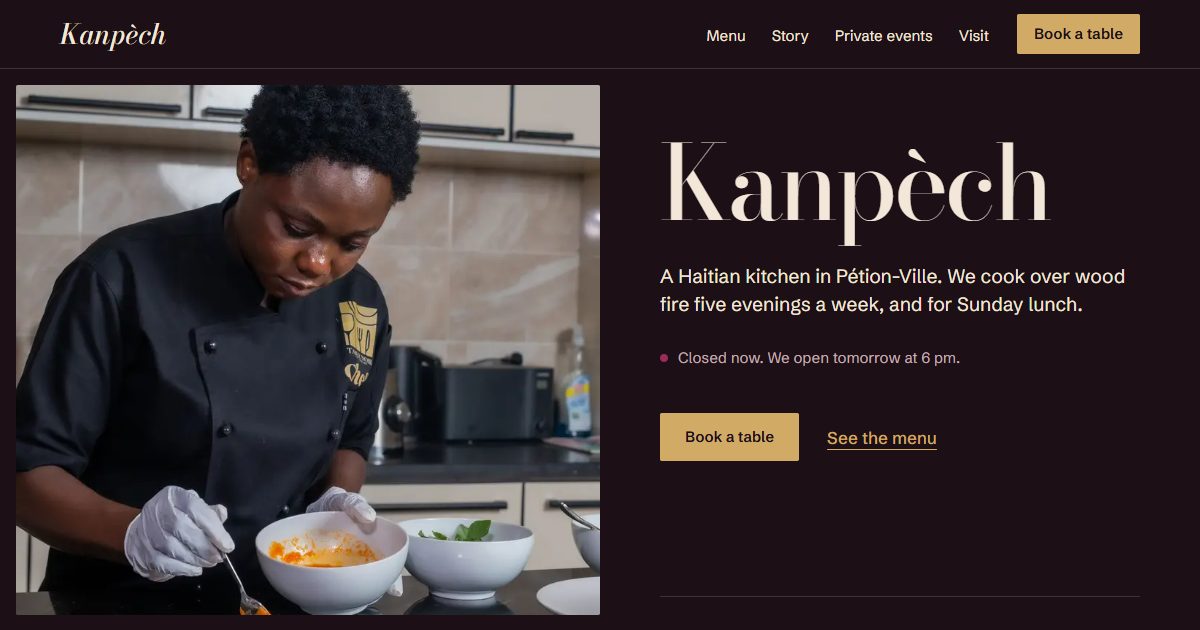 Kanpèch
Menu
Story
Private events
Visit
Book a table
Kanpèch
A Haitian kitchen in Pétion-Ville. We cook over wood
fire five evenings a week, and for Sunday lunch.
Closed now. We open tomorrow at 6 pm.
Book a table
See the menu